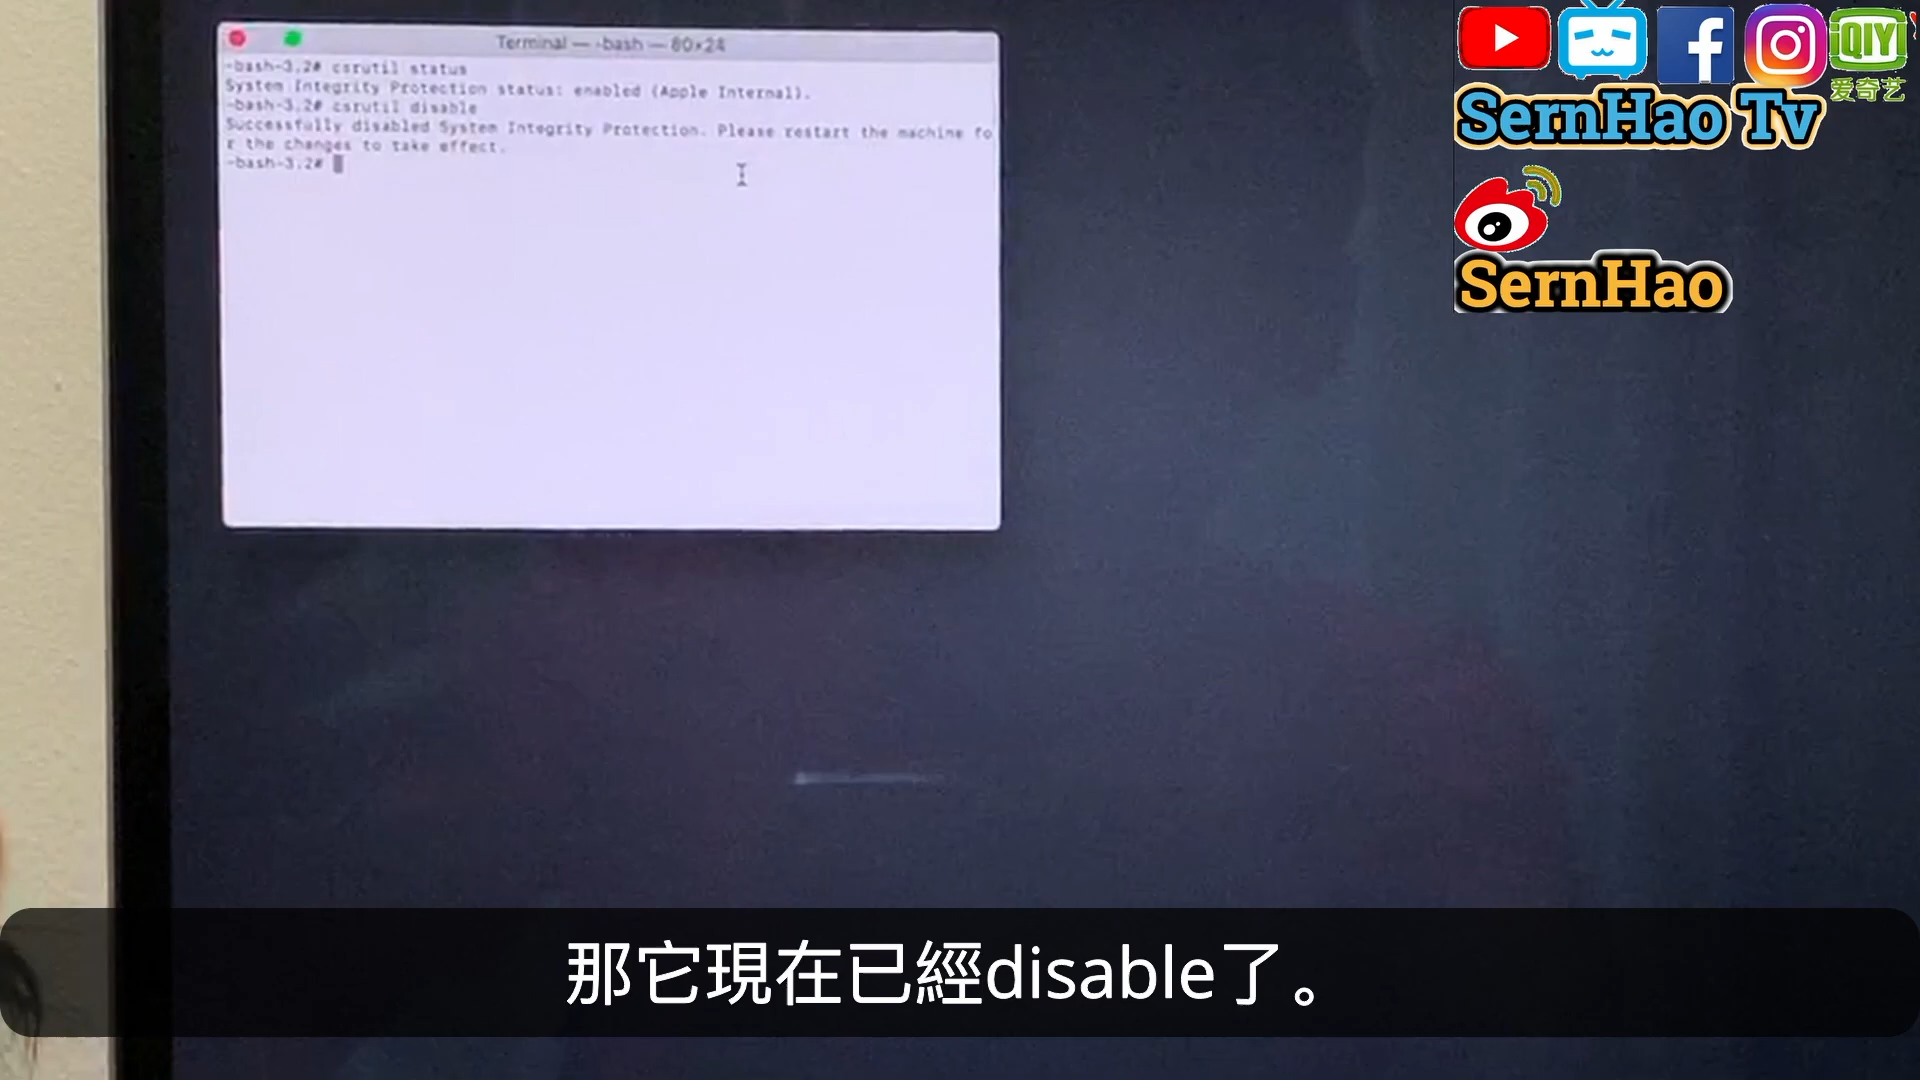 Terminal — -bash — 80×24
-bash-3.2# csrutil status
System Integrity Protection status: enabled (Apple Internal).
-bash-3.2# csrutil disable
Successfully disabled System Integrity Protection. Please restart the machine fo
r the changes to take effect.
-bash-3.2#
iQIYI
爱奇艺
SernHao Tv
SernHao
那它現在已經disable了。